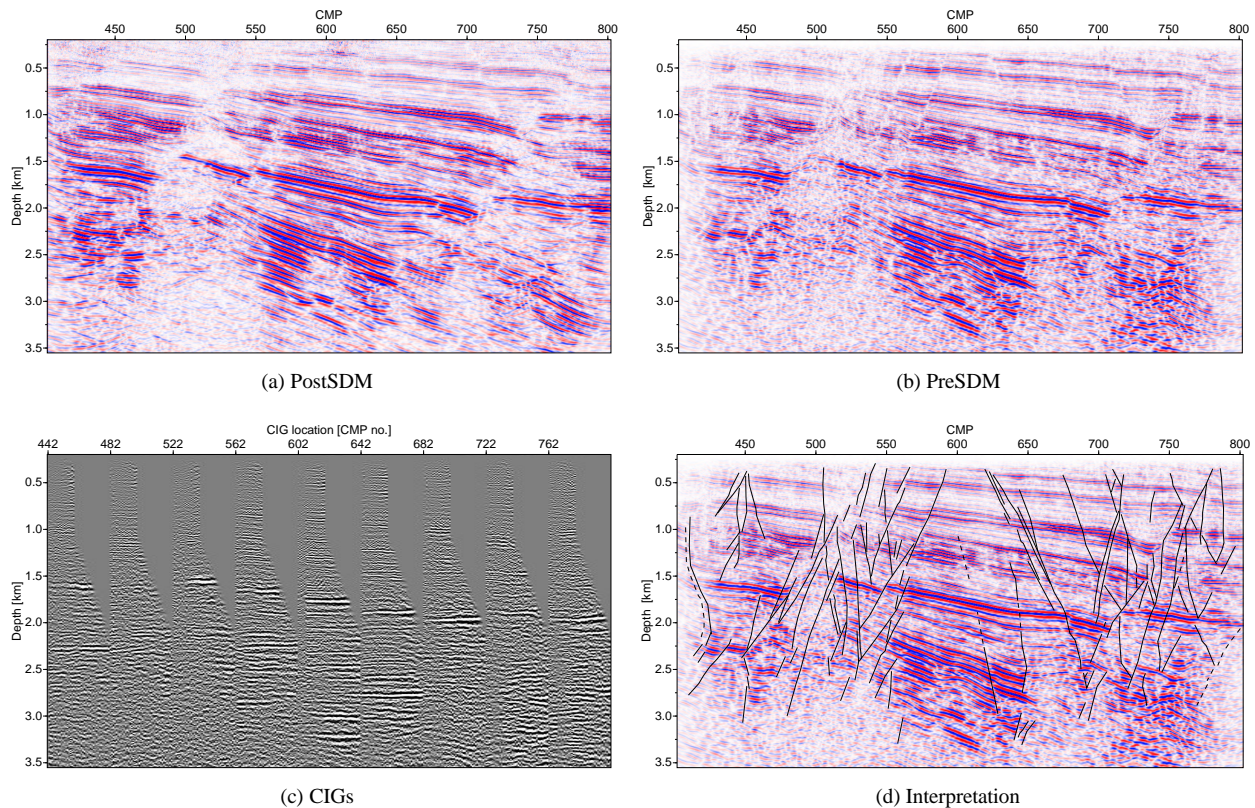 CMP
450 500 550 600 650 700 750 800
0.5
1.0
1.5
2.0
2.5
3.0
3.5
Depth [km]
(a) PostSDM
CMP
450 500 550 600 650 700 750 800
0.5
1.0
1.5
2.0
2.5
3.0
3.5
Depth [km]
(b) PreSDM
CIG location [CMP no.]
442 482 522 562 602 642 682 722 762
0.5
1.0
1.5
2.0
2.5
3.0
3.5
Depth [km]
(c) CIGs
CMP
450 500 550 600 650 700 750 800
0.5
1.0
1.5
2.0
2.5
3.0
3.5
Depth [km]
(d) Interpretation